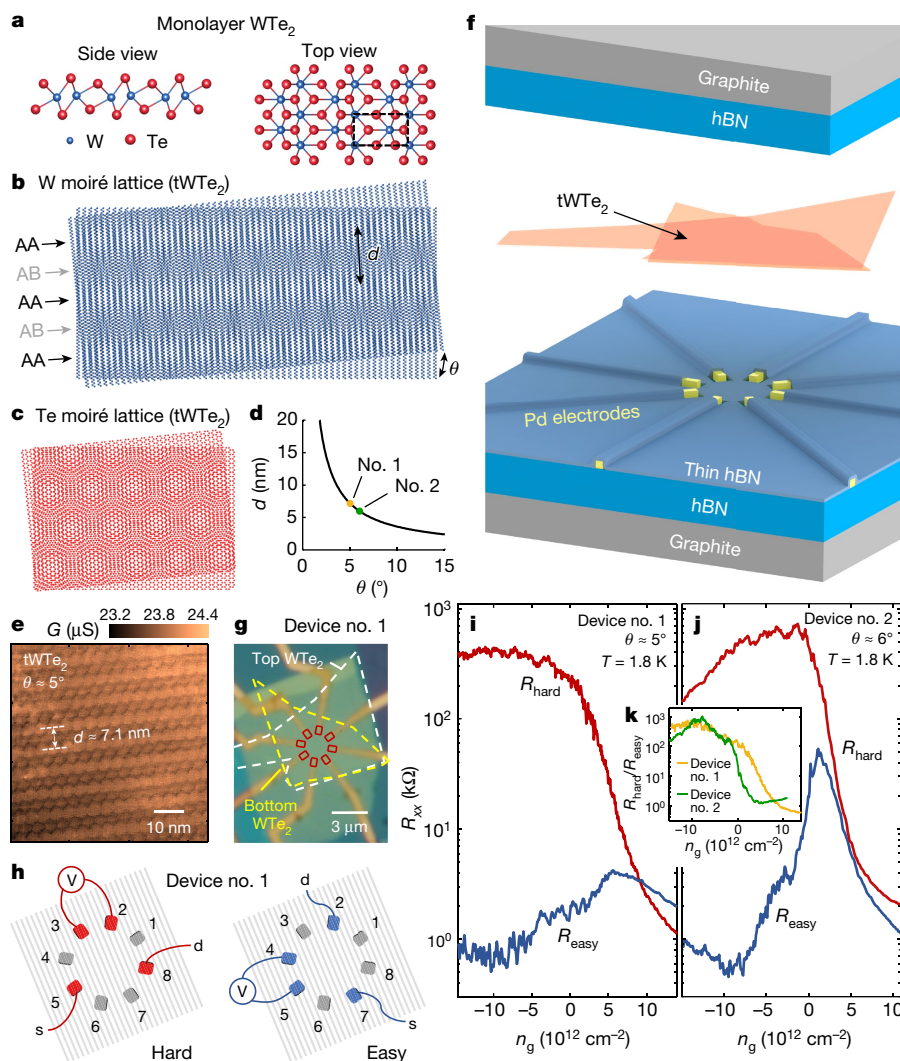 a
Monolayer WTe₂
Side view
Top view
W
Te
b W moiré lattice (tWTe₂)
AA
AB
AA
AB
AA
d
θ
c Te moiré lattice (tWTe₂)
d
20
15
10
5
0
d (nm)
No. 1
No. 2
0 5 10 15
θ (°)
e
G (μS)
23.2 23.8 24.4
tWTe₂
θ ≈ 5°
d ≈ 7.1 nm
10 nm
f
Graphite
hBN
tWTe₂
Pd electrodes
Thin hBN
hBN
Graphite
g Device no. 1
Top WTe₂
Bottom
WTe₂
3 μm
h
Device no. 1
V
2
3
1
4
8
5
7
6
d
s
Hard
d
2
3
1
4
8
V
5
7
6
s
Easy
i
Device no. 1
θ ≈ 5°
T = 1.8 K
10³
10²
10¹
10⁰
Rxx (kΩ)
Rhard
Reasy
−10 −5 0 5 10
ng (10¹² cm⁻²)
j
Device no. 2
θ ≈ 6°
T = 1.8 K
Rhard
Reasy
−10 −5 0 5 10
ng (10¹² cm⁻²)
k
10³
10²
10¹
10⁰
Rhard/Reasy
Device
no. 1
Device
no. 2
−10 0 10
ng (10¹² cm⁻²)